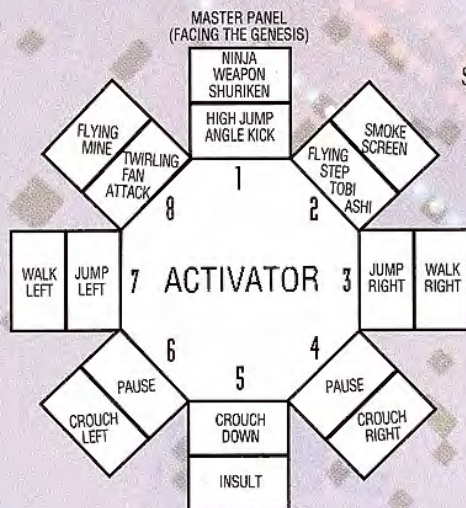 MASTER PANEL
(FACING THE GENESIS)
NINJA
WEAPON
SHURIKEN
HIGH JUMP
ANGLE KICK
1
FLYING
MINE
TWIRLING
FAN
ATTACK
8
SMOKE
SCREEN
FLYING
STEP
TOBI
ASHI
2
WALK
LEFT
JUMP
LEFT
7
ACTIVATOR
3
JUMP
RIGHT
WALK
RIGHT
6
PAUSE
CROUCH
LEFT
4
PAUSE
CROUCH
RIGHT
5
CROUCH
DOWN
INSULT